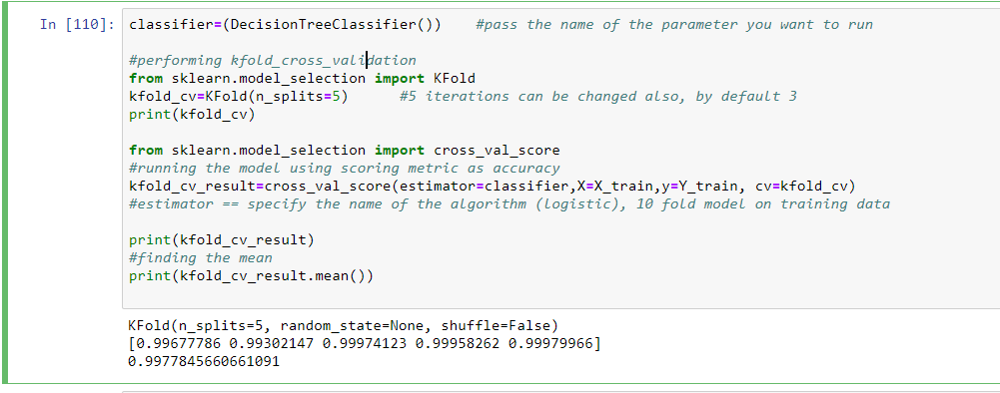 In [110]: classifier=(DecisionTreeClassifier())    #pass the name of the parameter you want to run
#performing kfold_cross_validation
from sklearn.model_selection import KFold
kfold_cv=KFold(n_splits=5)      #5 iterations can be changed also, by default 3
print(kfold_cv)
from sklearn.model_selection import cross_val_score
#running the model using scoring metric as accuracy
kfold_cv_result=cross_val_score(estimator=classifier,X=X_train,y=Y_train, cv=kfold_cv)
#estimator == specify the name of the algorithm (logistic), 10 fold model on training data
print(kfold_cv_result)
#finding the mean
print(kfold_cv_result.mean())
KFold(n_splits=5, random_state=None, shuffle=False)
[0.99677786 0.99302147 0.99974123 0.99958262 0.99979966]
0.9977845660661091